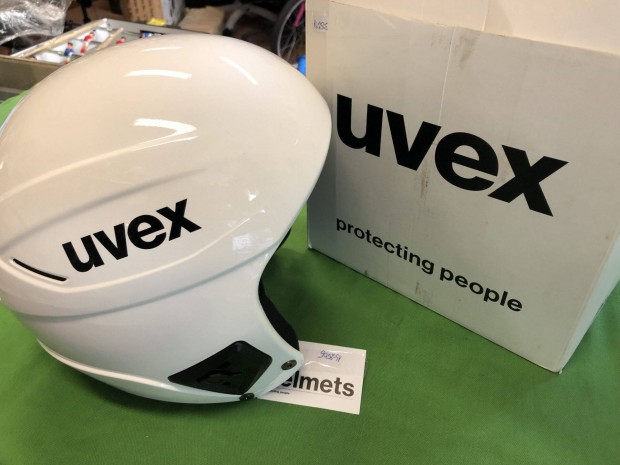 uvex
protecting people
uvex
elmets